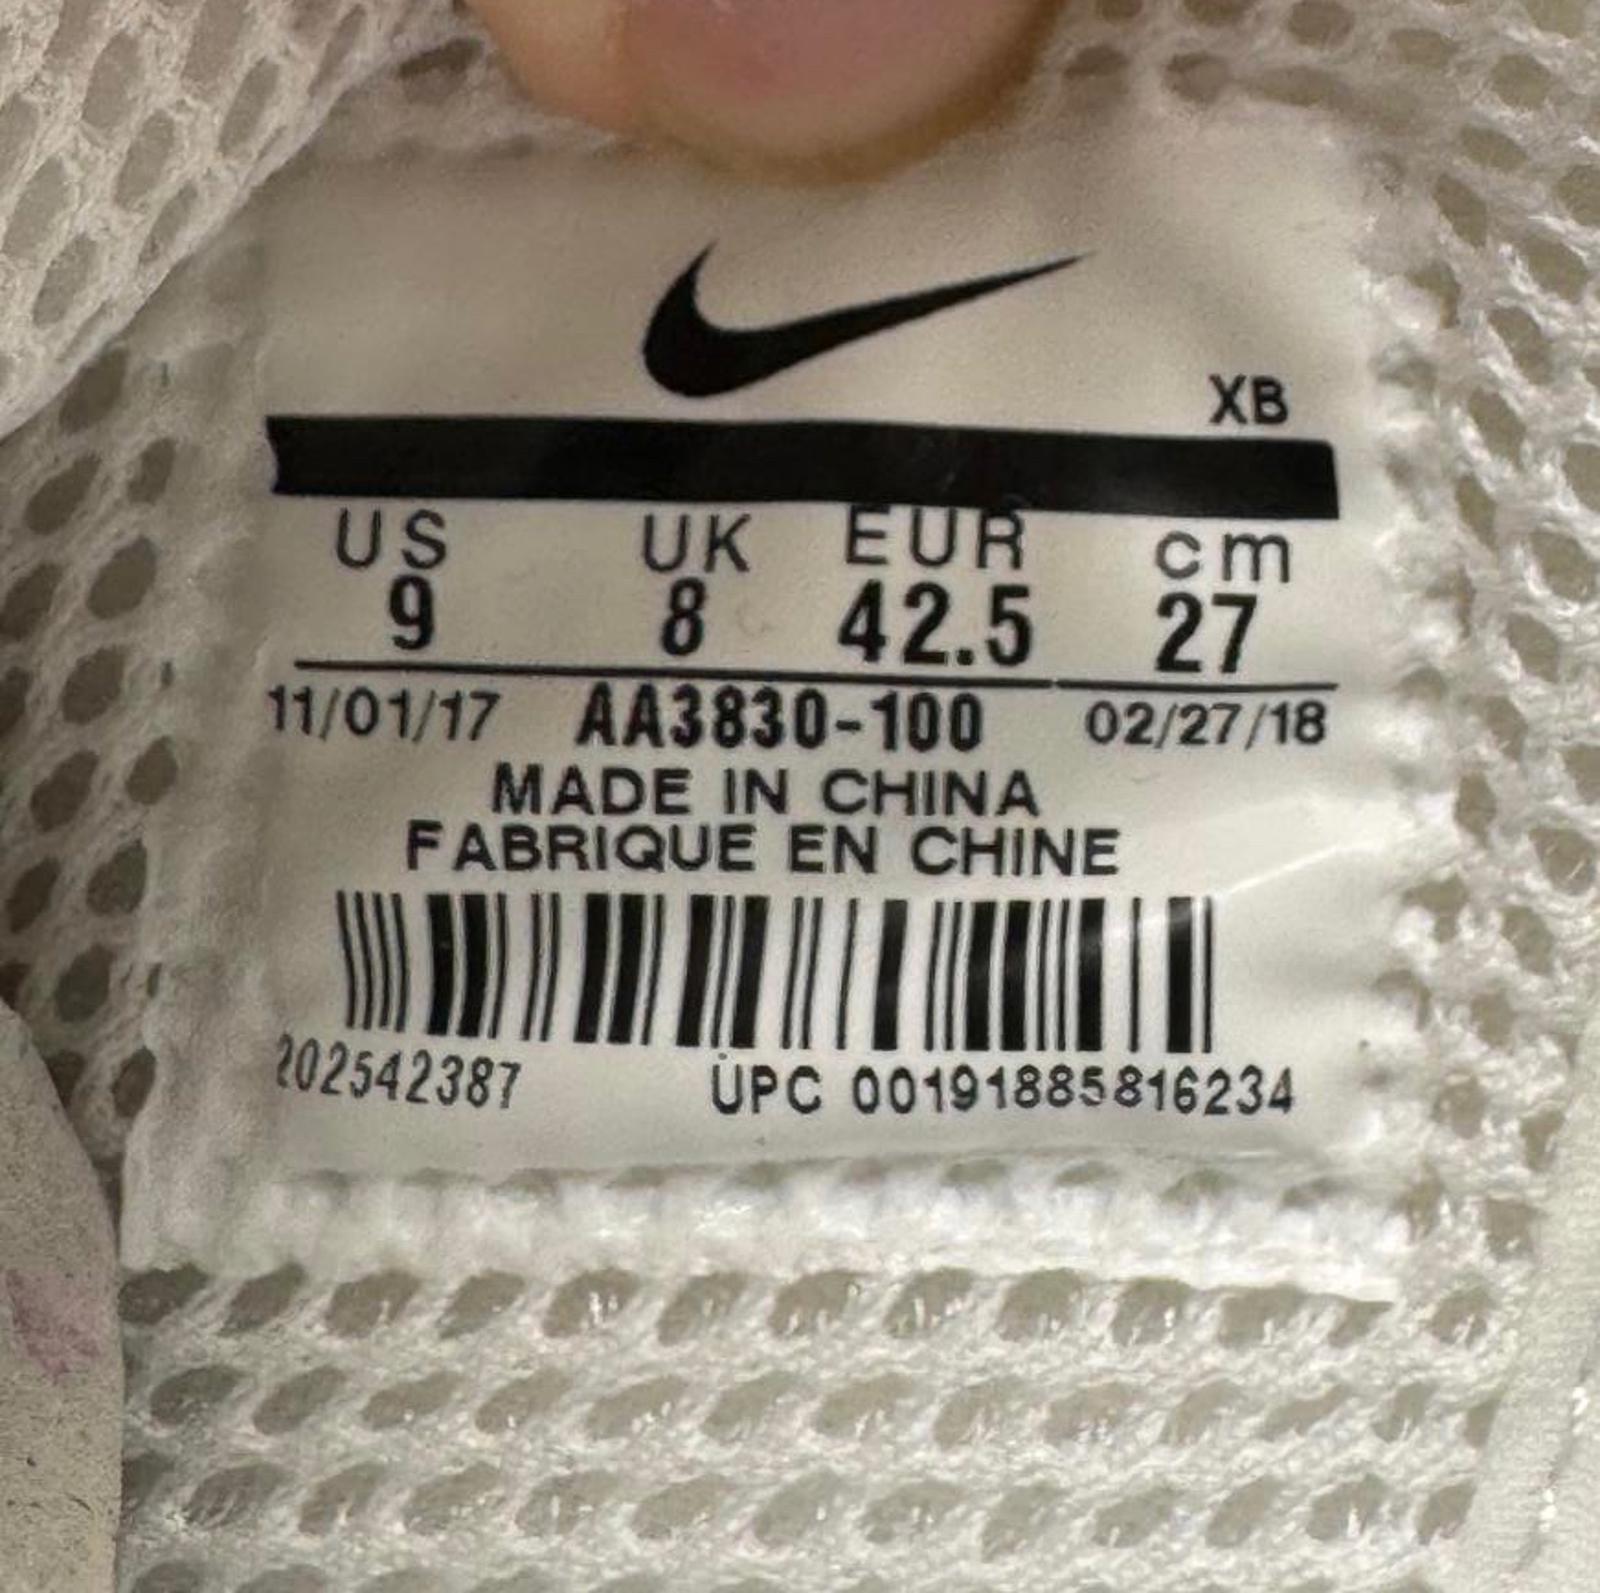 XB
US UK EUR cm
9 8 42.5 27
11/01/17 AA3830-100 02/27/18
MADE IN CHINA
FABRIQUE EN CHINE
202542387 UPC 00191885816234